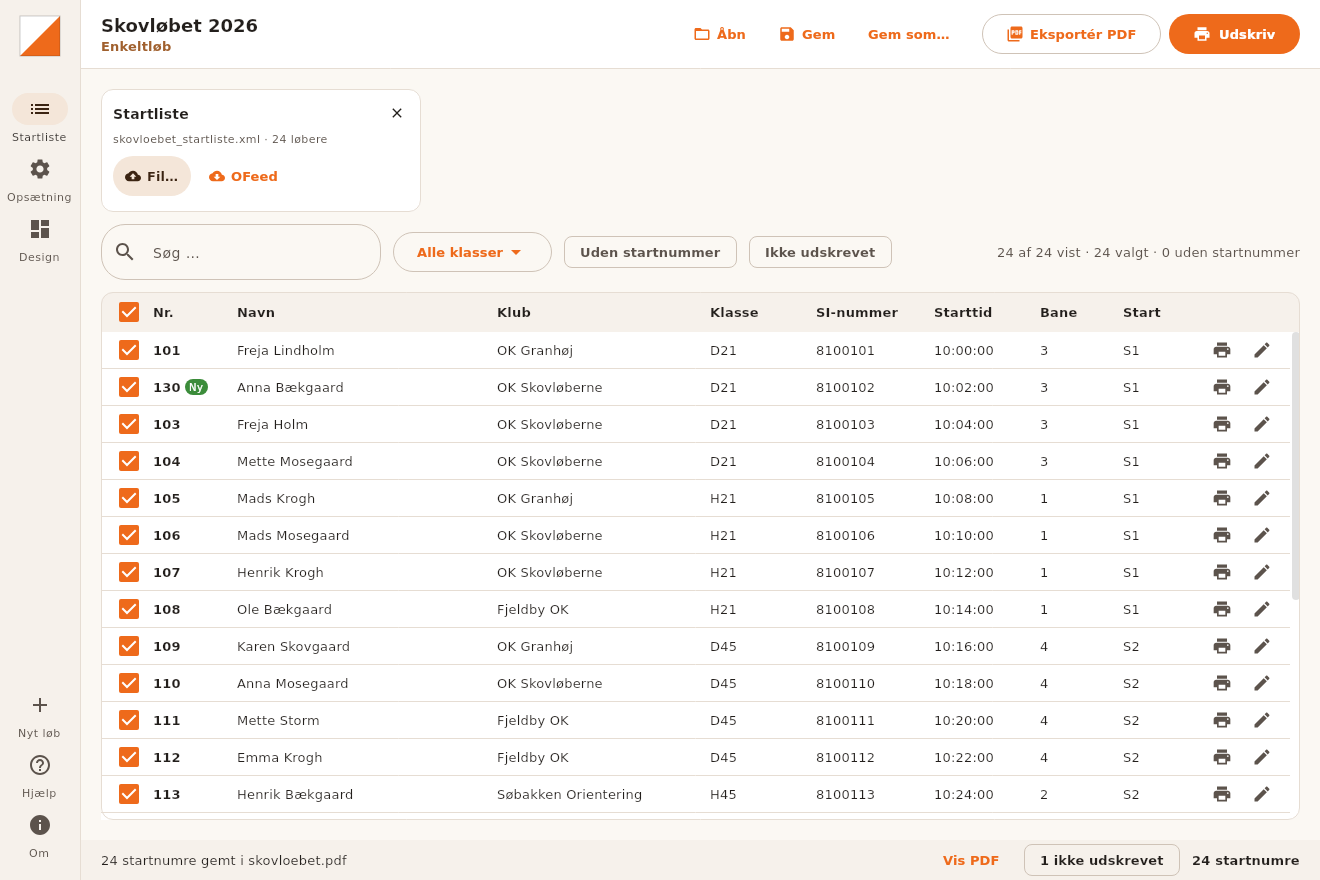 Skovløbet 2026
Enkeltløb
Åbn
Gem
Gem som...
PDF
Eksportér PDF
Udskriv
Startliste
Opsætning
Design
Nyt løb
Hjælp
Om
Startliste
skovloebet_startliste.xml · 24 løbere
Fil...
OFeed
Søg ...
Alle klasser
Uden startnummer
Ikke udskrevet
24 af 24 vist · 24 valgt · 0 uden startnummer
Nr. Navn Klub Klasse SI-nummer Starttid Bane Start
101 Freja Lindholm OK Granhøj D21 8100101 10:00:00 3 S1
130 Ny Anna Bækgaard OK Skovløberne D21 8100102 10:02:00 3 S1
103 Freja Holm OK Skovløberne D21 8100103 10:04:00 3 S1
104 Mette Mosegaard OK Skovløberne D21 8100104 10:06:00 3 S1
105 Mads Krogh OK Granhøj H21 8100105 10:08:00 1 S1
106 Mads Mosegaard OK Skovløberne H21 8100106 10:10:00 1 S1
107 Henrik Krogh OK Skovløberne H21 8100107 10:12:00 1 S1
108 Ole Bækgaard Fjeldby OK H21 8100108 10:14:00 1 S1
109 Karen Skovgaard OK Granhøj D45 8100109 10:16:00 4 S2
110 Anna Mosegaard OK Skovløberne D45 8100110 10:18:00 4 S2
111 Mette Storm Fjeldby OK D45 8100111 10:20:00 4 S2
112 Emma Krogh Fjeldby OK D45 8100112 10:22:00 4 S2
113 Henrik Bækgaard Søbakken Orientering H45 8100113 10:24:00 2 S2
24 startnumre gemt i skovloebet.pdf
Vis PDF
1 ikke udskrevet
24 startnumre